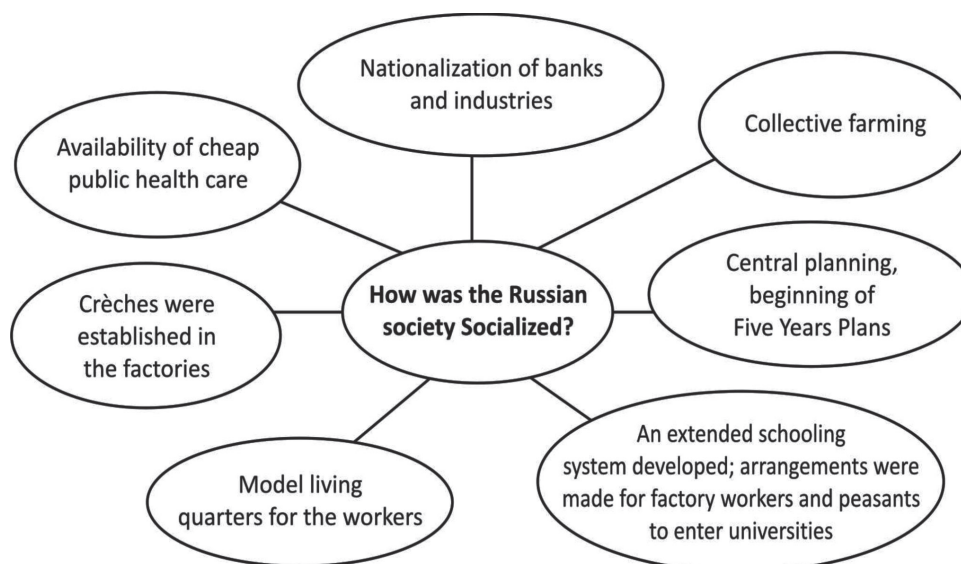 Nationalization of banks
and industries
Collective farming
Availability of cheap
public health care
Central planning,
beginning of
Five Years Plans
How was the Russian
society Socialized?
Crèches were
established in
the factories
An extended schooling
system developed; arrangements were
made for factory workers and peasants
to enter universities
Model living
quarters for the workers